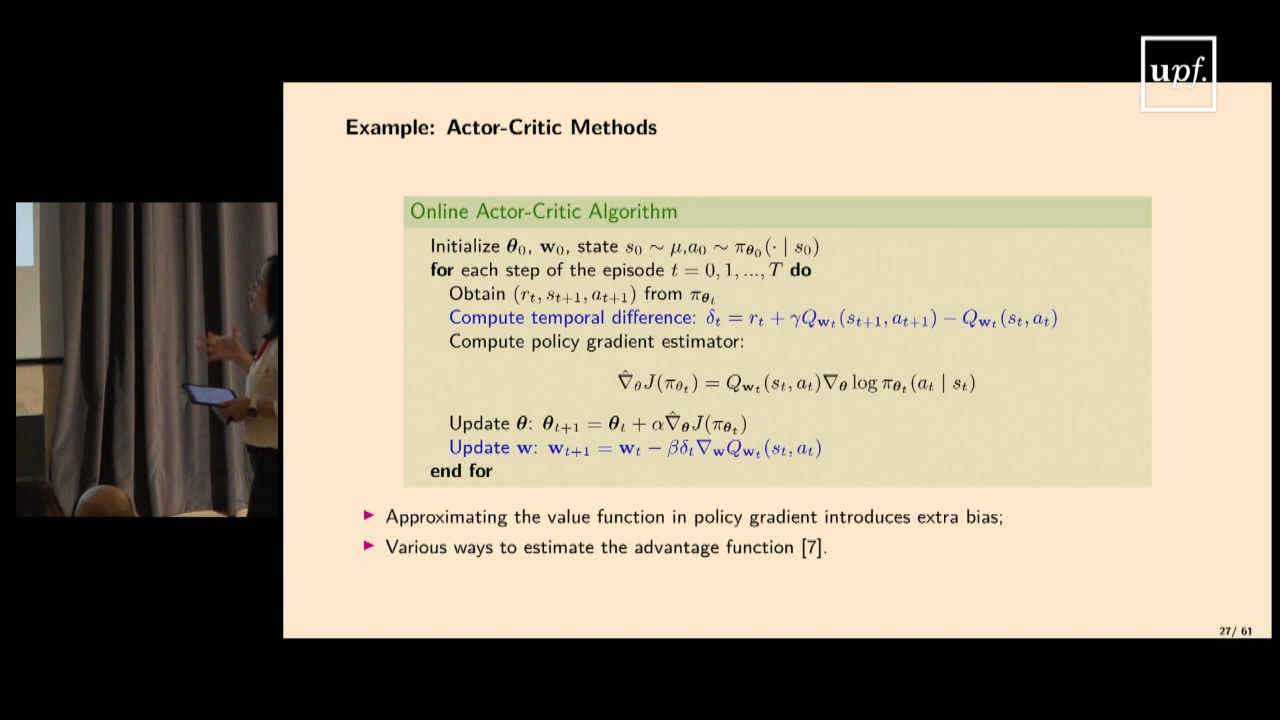 upf.
Example: Actor-Critic Methods
Online Actor-Critic Algorithm
Initialize θ₀, w₀, state s₀ ∼ μ,a₀ ∼ π_θ₀(· | s₀)
for each step of the episode t = 0, 1, ..., T do
Obtain (r_t, s_{t+1}, a_{t+1}) from π_{θ_t}
Compute temporal difference: δ_t = r_t + γQ_{w_t}(s_{t+1}, a_{t+1}) − Q_{w_t}(s_t, a_t)
Compute policy gradient estimator:
∇̂_θ J(π_{θ_t}) = Q_{w_t}(s_t, a_t)∇_θ log π_{θ_t}(a_t | s_t)
Update θ: θ_{t+1} = θ_t + α∇̂_θ J(π_{θ_t})
Update w: w_{t+1} = w_t − βδ_t∇_w Q_{w_t}(s_t, a_t)
end for
▶ Approximating the value function in policy gradient introduces extra bias;
▶ Various ways to estimate the advantage function [7].
27/ 61